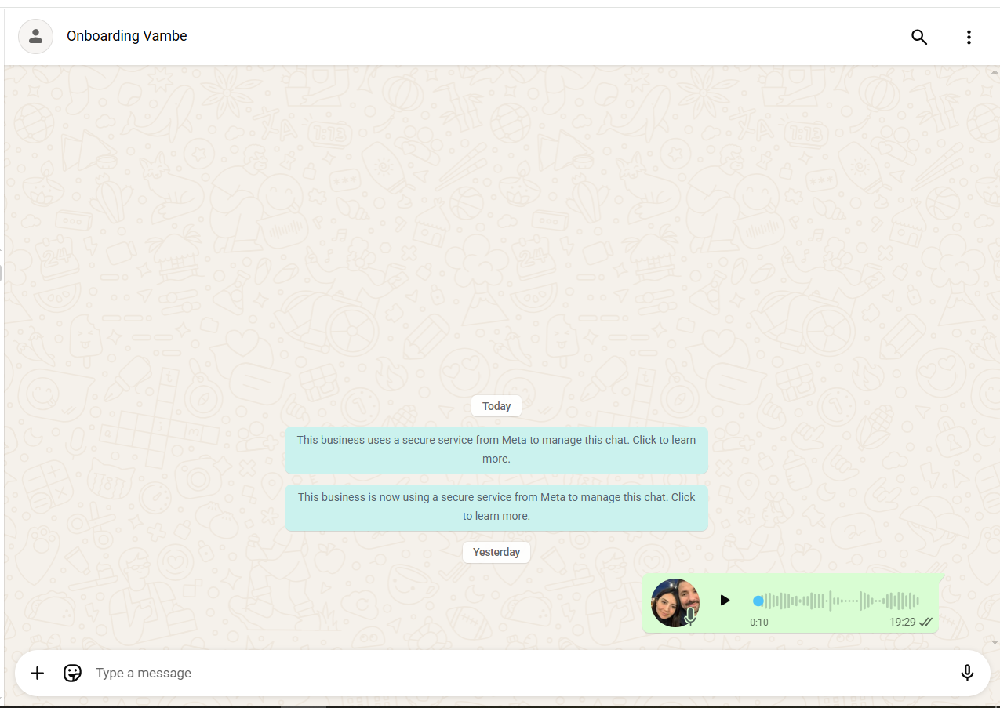 Onboarding Vambe
Today
This business uses a secure service from Meta to manage this chat. Click to learn
more.
This business is now using a secure service from Meta to manage this chat. Click
to learn more.
Yesterday
0:10
19:29
Type a message